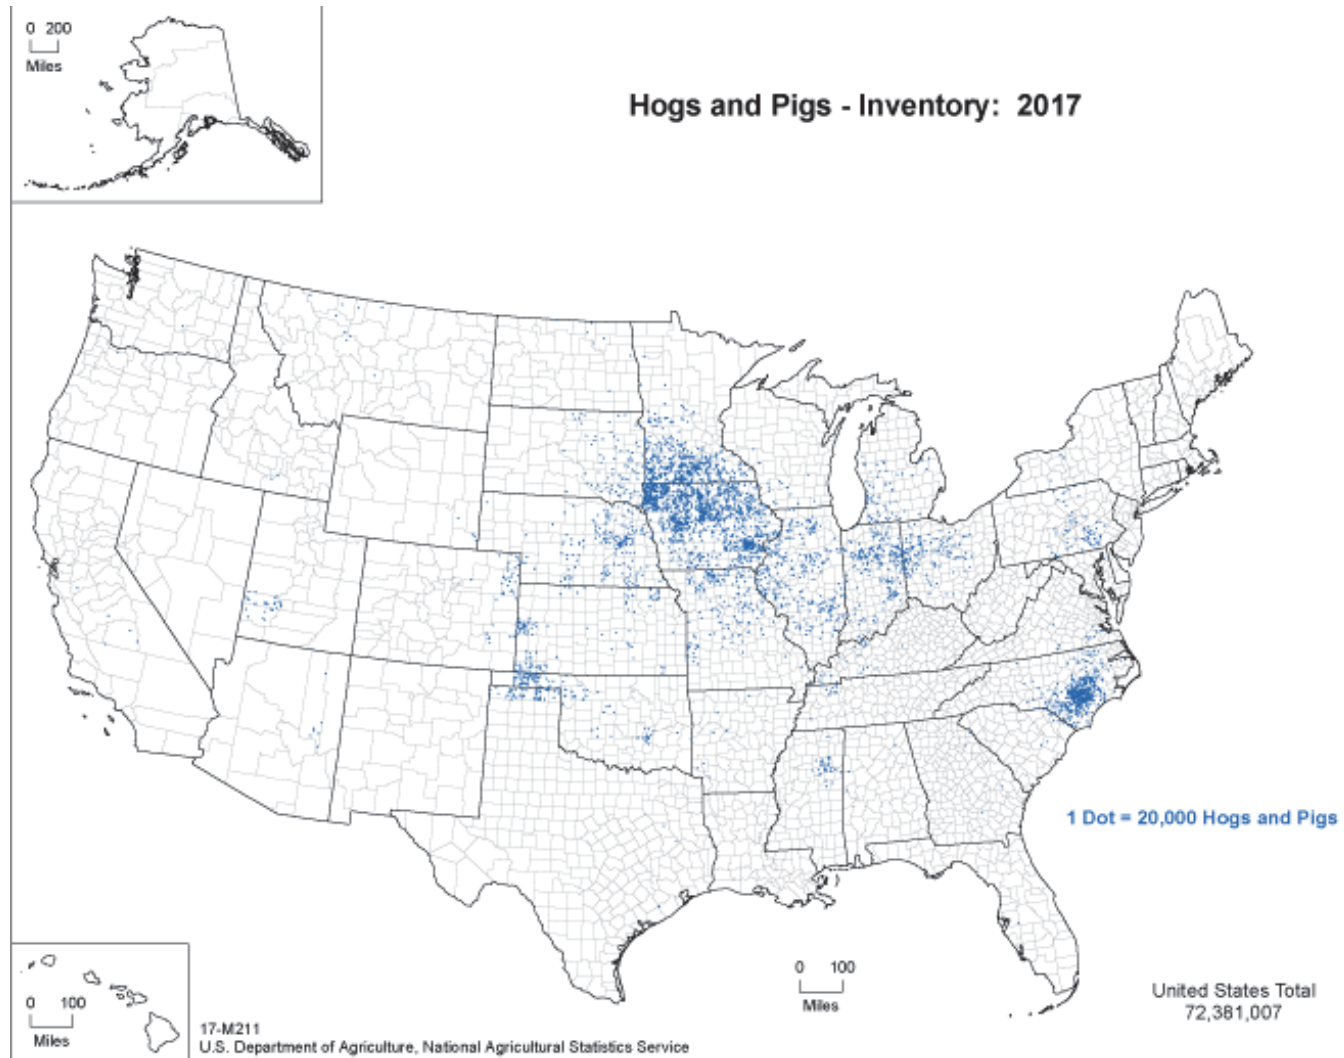 0 200
Miles
Hogs and Pigs - Inventory: 2017
1 Dot = 20,000 Hogs and Pigs
0 100
Miles
0 100
Miles
United States Total
72,381,007
17-M211
U.S. Department of Agriculture, National Agricultural Statistics Service